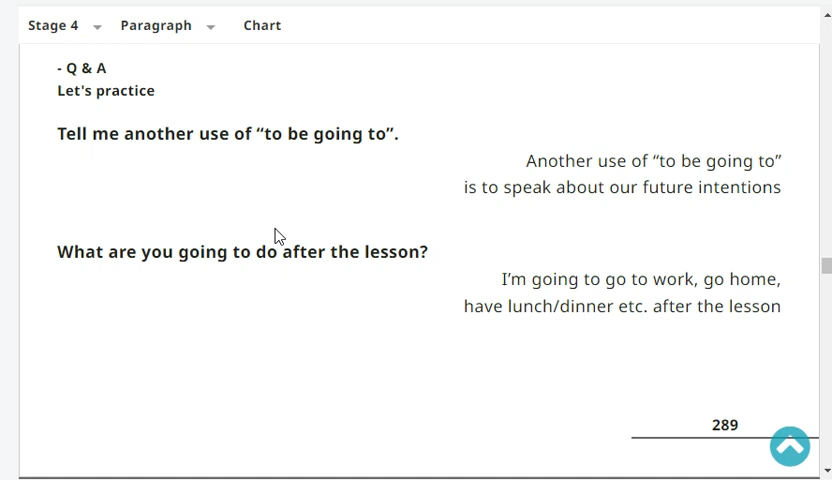 Stage 4 Paragraph Chart
- Q & A
Let's practice
Tell me another use of “to be going to”.
Another use of “to be going to”
is to speak about our future intentions
What are you going to do after the lesson?
I’m going to go to work, go home,
have lunch/dinner etc. after the lesson
289